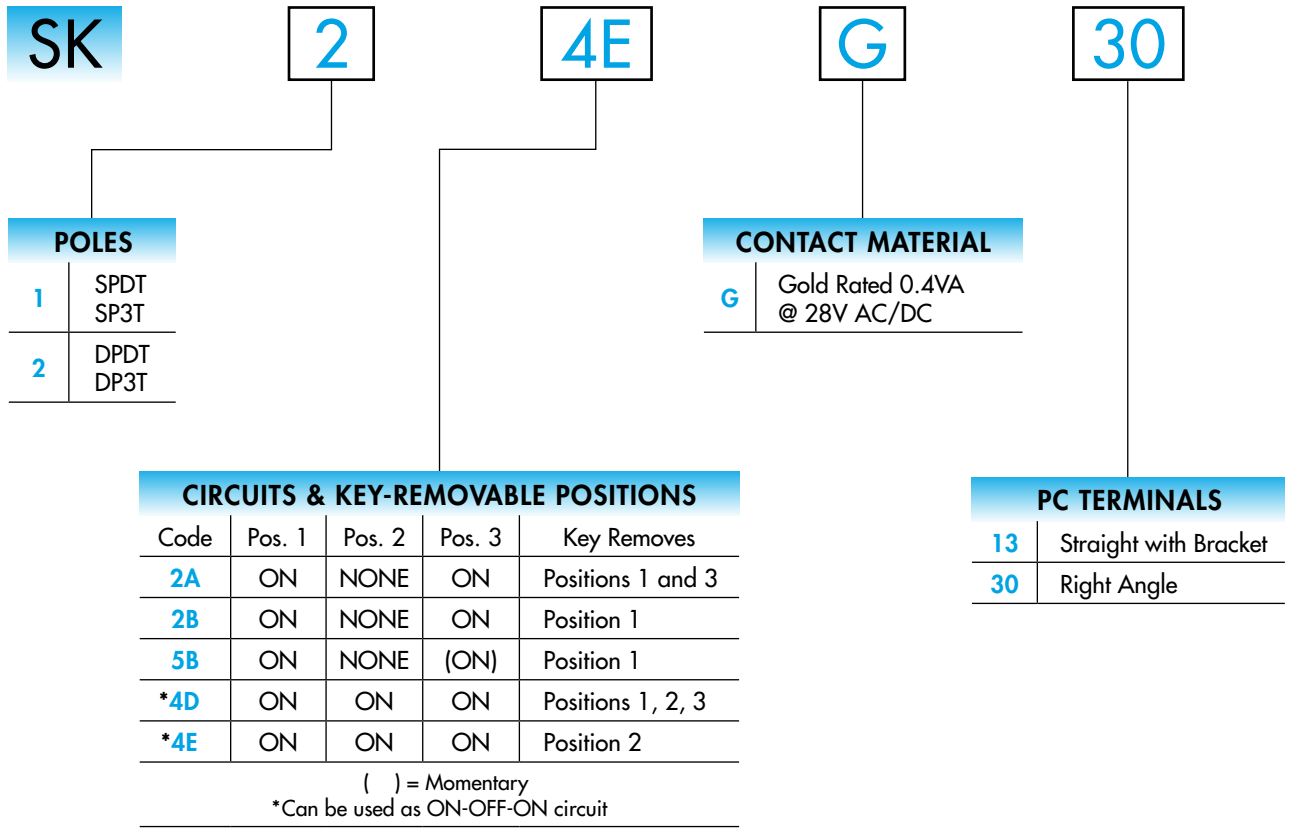 SK 2 4E G 30
POLES
1 SPDT
SP3T
2 DPDT
DP3T
CONTACT MATERIAL
G Gold Rated 0.4VA
@ 28V AC/DC
CIRCUITS & KEY-REMOVABLE POSITIONS
Code Pos. 1 Pos. 2 Pos. 3 Key Removes
2A ON NONE ON Positions 1 and 3
2B ON NONE ON Position 1
5B ON NONE (ON) Position 1
*4D ON ON ON Positions 1, 2, 3
*4E ON ON ON Position 2
( ) = Momentary
*Can be used as ON-OFF-ON circuit
PC TERMINALS
13 Straight with Bracket
30 Right Angle